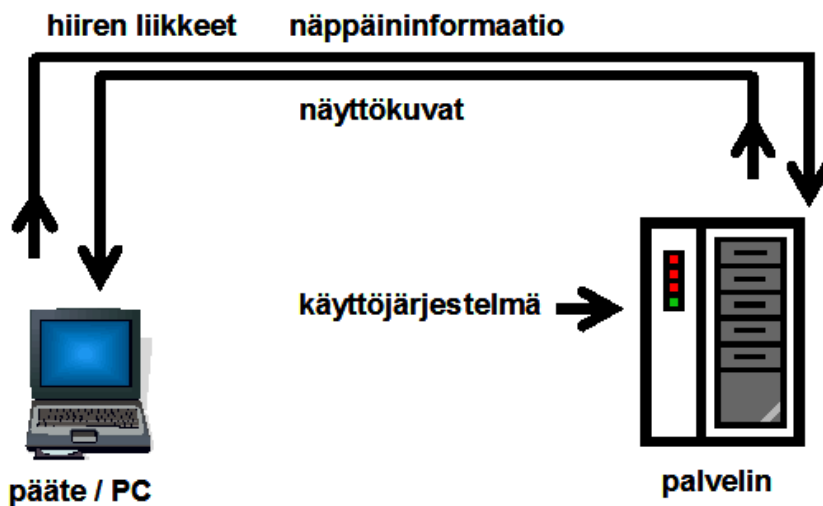 hiiren liikkeet näppäininformaatio
näyttökuvat
käyttöjärjestelmä
pääte / PC
palvelin